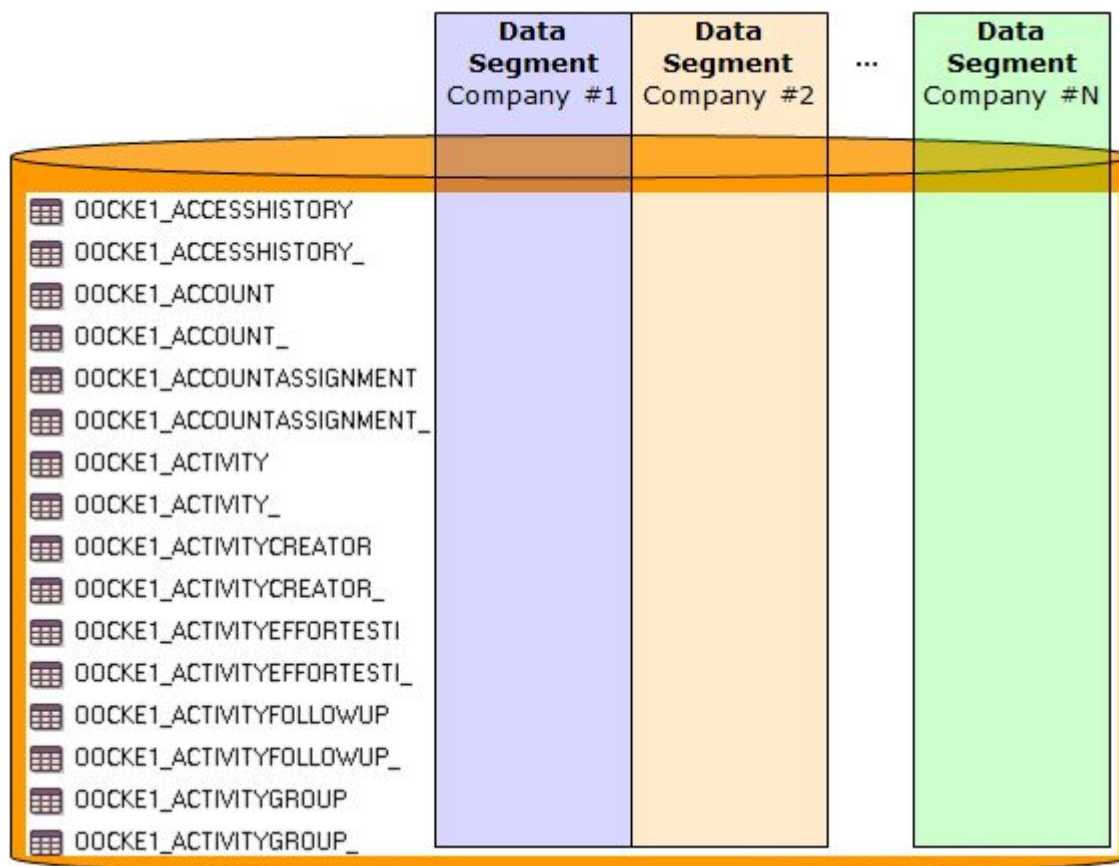 Data Segment Company #1
Data Segment Company #2
...
Data Segment Company #N
OOCKE1_ACCESSHISTORY
OOCKE1_ACCESSHISTORY_
OOCKE1_ACCOUNT
OOCKE1_ACCOUNT_
OOCKE1_ACCOUNTASSIGNMENT
OOCKE1_ACCOUNTASSIGNMENT_
OOCKE1_ACTIVITY
OOCKE1_ACTIVITY_
OOCKE1_ACTIVITYCREATOR
OOCKE1_ACTIVITYCREATOR_
OOCKE1_ACTIVITYEFFORTESTI
OOCKE1_ACTIVITYEFFORTESTI_
OOCKE1_ACTIVITYFOLLOWUP
OOCKE1_ACTIVITYFOLLOWUP_
OOCKE1_ACTIVITYGROUP
OOCKE1_ACTIVITYGROUP_